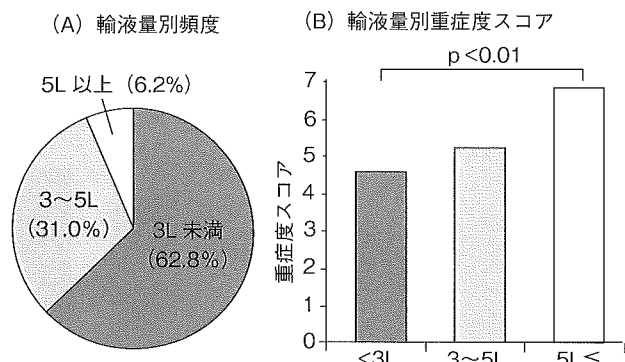 (A) 輸液量別頻度
5L 以上 (6.2%)
3〜5L
(31.0%)
3L 未満
(62.8%)
(B) 輸液量別重症度スコア
p<0.01
重症度スコア
7
6
5
4
3
2
1
0
<3L
3〜5L
5L≤